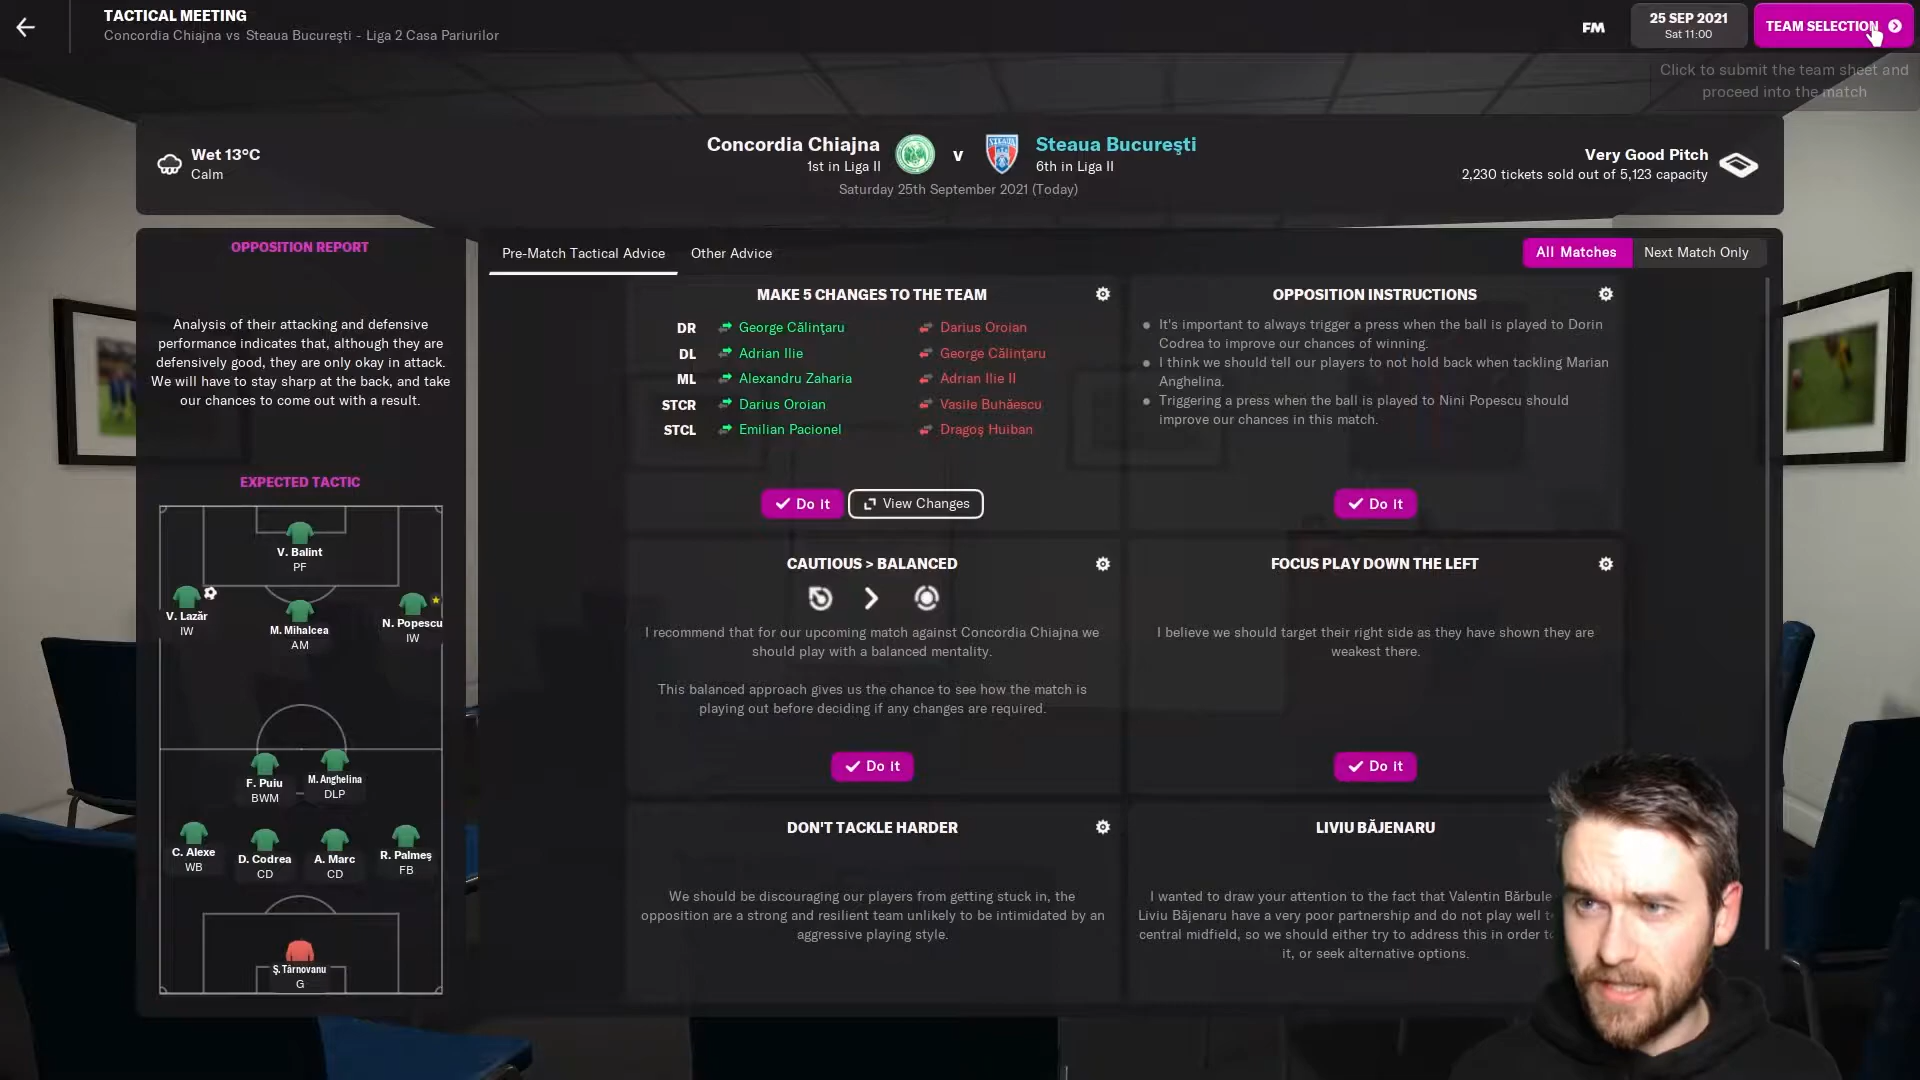 TACTICAL MEETING
Concordia Chiajna vs Steaua Bucureşti - Liga 2 Casa Pariurilor
FM
25 SEP 2021
Sat 11:00
TEAM SELECTION
Click to submit the team sheet and
proceed into the match
Wet 13°C
Calm
Concordia Chiajna
1st in Liga II
v
STEAUA
Steaua Bucureşti
6th in Liga II
Saturday 25th September 2021 (Today)
Very Good Pitch
2,230 tickets sold out of 5,123 capacity
OPPOSITION REPORT
Analysis of their attacking and defensive
performance indicates that, although they are
defensively good, they are only okay in attack.
We will have to stay sharp at the back, and take
our chances to come out with a result.
EXPECTED TACTIC
V. Balint
PF
V. Lazăr
IW
M. Mihalcea
AM
N. Popescu
IW
F. Puiu
BWM
M. Anghelina
DLP
C. Alexe
WB
D. Codrea
CD
A. Marc
CD
R. Palmeş
FB
Ş. Târnovanu
G
Pre-Match Tactical Advice
Other Advice
All Matches
Next Match Only
MAKE 5 CHANGES TO THE TEAM
DR George Călinţaru Darius Oroian
DL Adrian Ilie George Călinţaru
ML Alexandru Zaharia Adrian Ilie II
STCR Darius Oroian Vasile Buhăescu
STCL Emilian Pacionel Dragoş Huiban
Do It
View Changes
OPPOSITION INSTRUCTIONS
It's important to always trigger a press when the ball is played to Dorin
Codrea to improve our chances of winning.
I think we should tell our players to not hold back when tackling Marian
Anghelina.
Triggering a press when the ball is played to Nini Popescu should
improve our chances in this match.
Do It
CAUTIOUS > BALANCED
I recommend that for our upcoming match against Concordia Chiajna we
should play with a balanced mentality.
This balanced approach gives us the chance to see how the match is
playing out before deciding if any changes are required.
Do It
FOCUS PLAY DOWN THE LEFT
I believe we should target their right side as they have shown they are
weakest there.
Do It
DON'T TACKLE HARDER
We should be discouraging our players from getting stuck in, the
opposition are a strong and resilient team unlikely to be intimidated by an
aggressive playing style.
LIVIU BĂJENARU
I wanted to draw your attention to the fact that Valentin Bărbule
Liviu Băjenaru have a very poor partnership and do not play well
central midfield, so we should either try to address this in order
it, or seek alternative options.